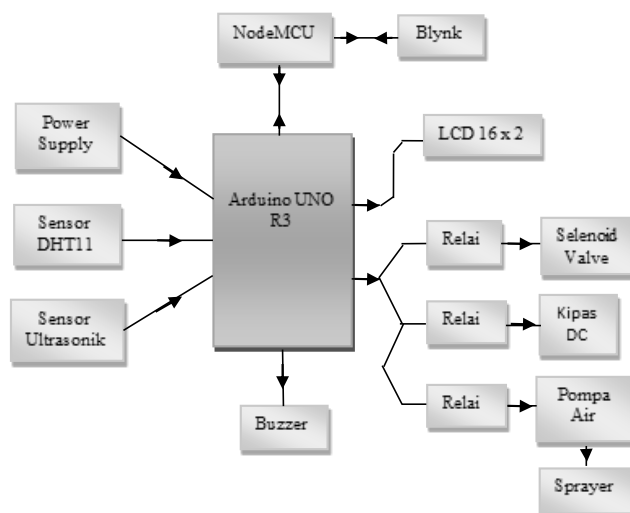 NodeMCU
Blynk
Power
Supply
LCD 16 x 2
Arduino UNO
R3
Sensor
DHT11
Relai
Selenoid
Valve
Sensor
Ultrasonik
Relai
Kipas
DC
Relai
Pompa
Air
Buzzer
Sprayer